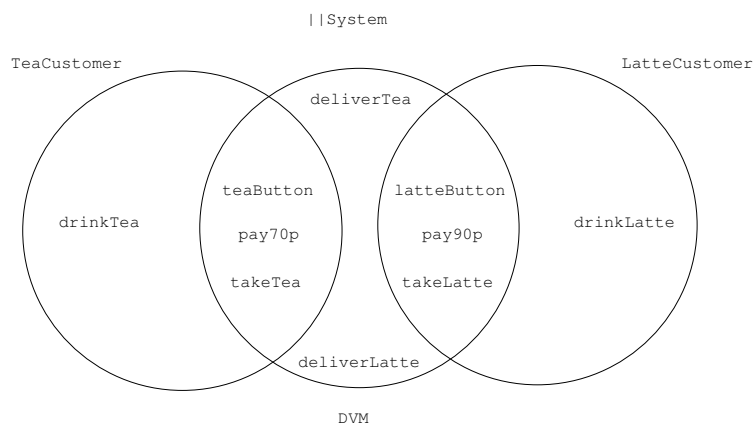 ||System
TeaCustomer
LatteCustomer
deliverTea
teaButton
latteButton
drinkTea
pay70p
pay90p
drinkLatte
takeTea
takeLatte
deliverLatte
DVM